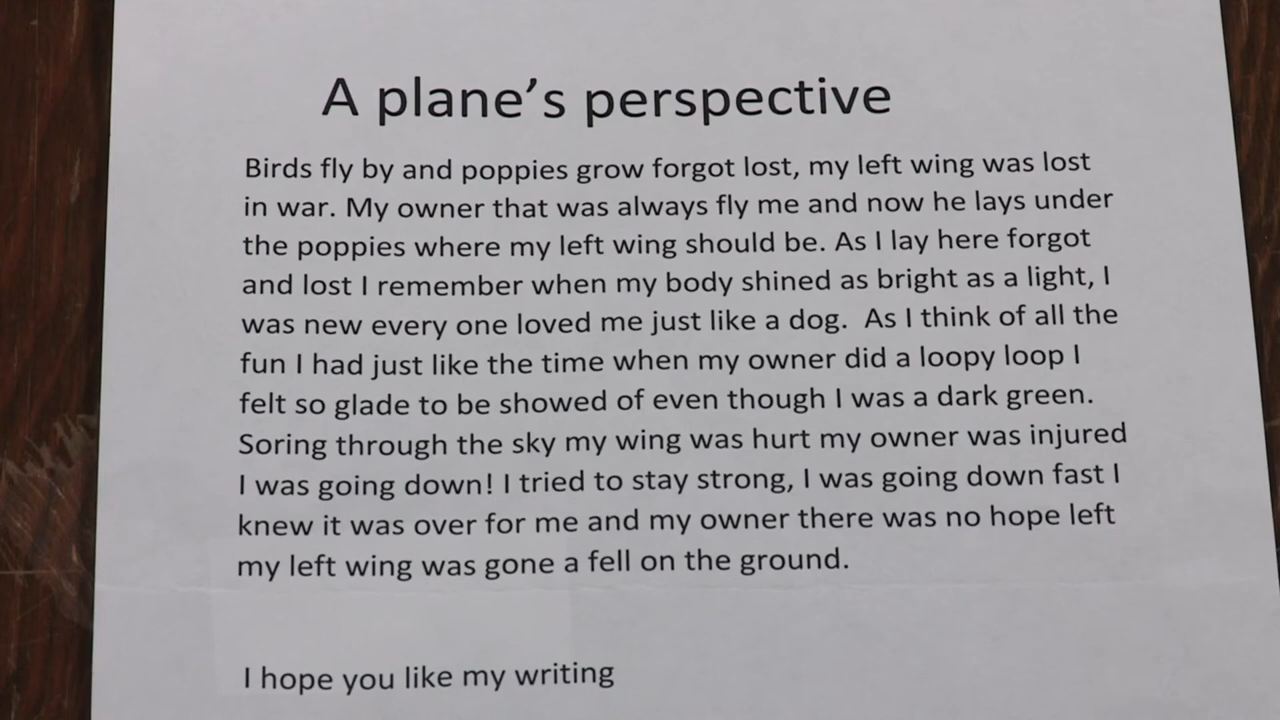 A plane's perspective
Birds fly by and poppies grow forgot lost, my left wing was lost
in war. My owner that was always fly me and now he lays under
the poppies where my left wing should be. As I lay here forgot
and lost I remember when my body shined as bright as a light, I
was new every one loved me just like a dog.  As I think of all the
fun I had just like the time when my owner did a loopy loop I
felt so glade to be showed of even though I was a dark green.
Soring through the sky my wing was hurt my owner was injured
I was going down! I tried to stay strong, I was going down fast I
knew it was over for me and my owner there was no hope left
my left wing was gone a fell on the ground.
I hope you like my writing